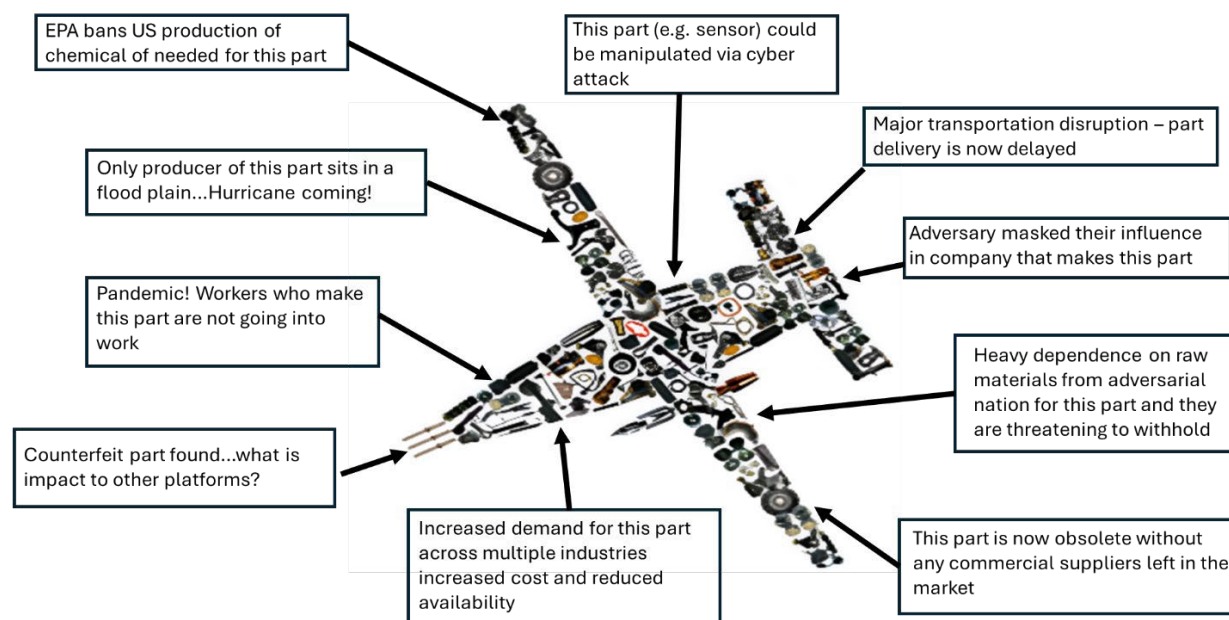 EPA bans US production of
chemical of needed for this part
This part (e.g. sensor) could
be manipulated via cyber
attack
Major transportation disruption – part
delivery is now delayed
Only producer of this part sits in a
flood plain...Hurricane coming!
Adversary masked their influence
in company that makes this part
Pandemic! Workers who make
this part are not going into
work
Heavy dependence on raw
materials from adversarial
nation for this part and they
are threatening to withhold
Counterfeit part found...what is
impact to other platforms?
Increased demand for this part
across multiple industries
increased cost and reduced
availability
This part is now obsolete without
any commercial suppliers left in the
market